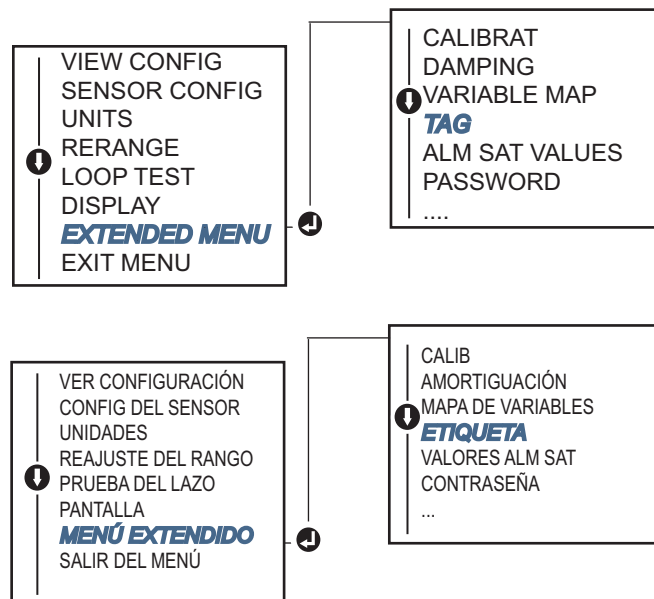 VIEW CONFIG
SENSOR CONFIG
UNITS
RERANGE
LOOP TEST
DISPLAY
EXTENDED MENU
EXIT MENU
CALIBRAT
DAMPING
VARIABLE MAP
TAG
ALM SAT VALUES
PASSWORD
....
VER CONFIGURACIÓN
CONFIG DEL SENSOR
UNIDADES
REAJUSTE DEL RANGO
PRUEBA DEL LAZO
PANTALLA
MENÚ EXTENDIDO
SALIR DEL MENÚ
CALIB
AMORTIGUACIÓN
MAPA DE VARIABLES
ETIQUETA
VALORES ALM SAT
CONTRASEÑA
...